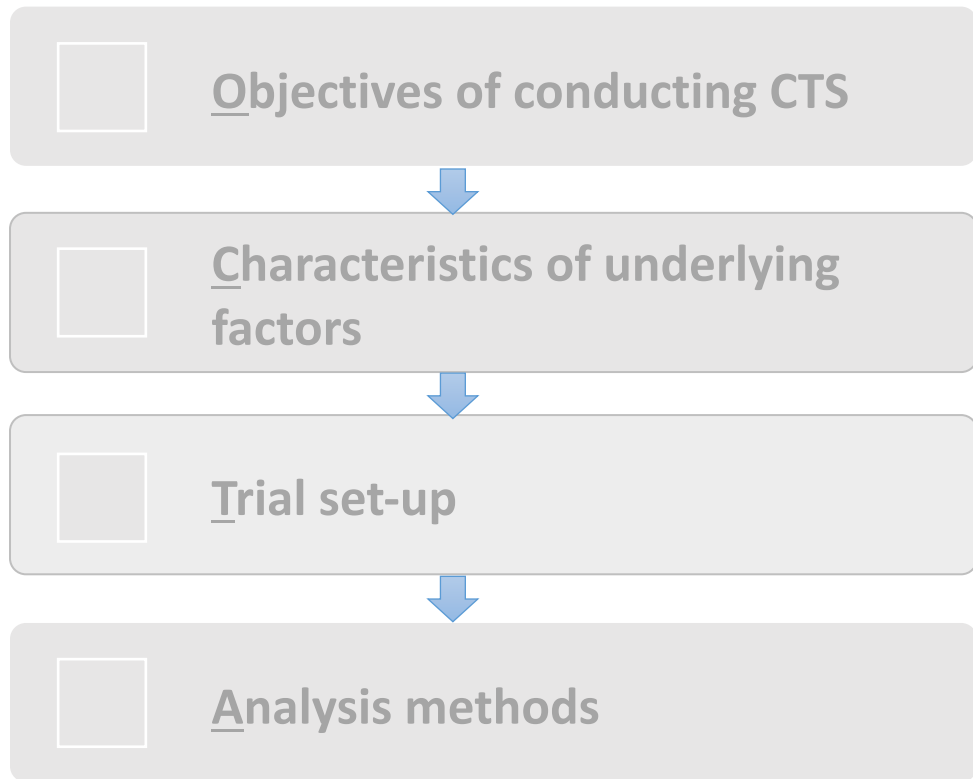 Objectives of conducting CTS
Characteristics of underlying
factors
Trial set-up
Analysis methods